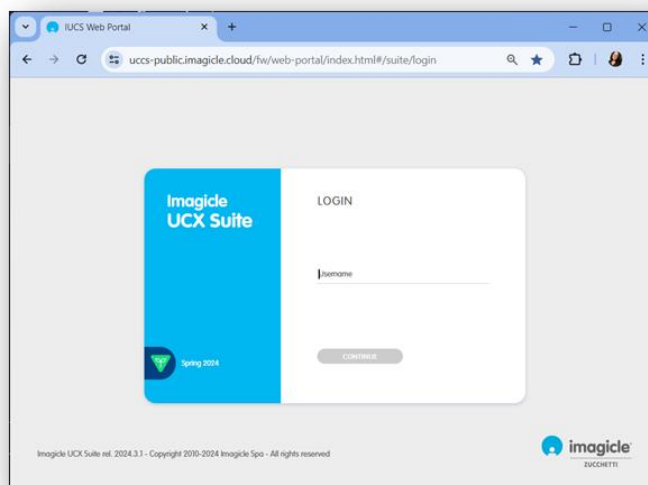 IUCS Web Portal
uccs-public.imagicle.cloud/fw/web-portal/index.html#/suite/login
Imagicle
UCX Suite
LOGIN
Username
CONTINUE
Spring 2024
Imagicle UCX Suite rel. 2024.3.1 - Copyright 2010-2024 Imagicle Spa - All rights reserved
imagicle
ZUCCHETTI